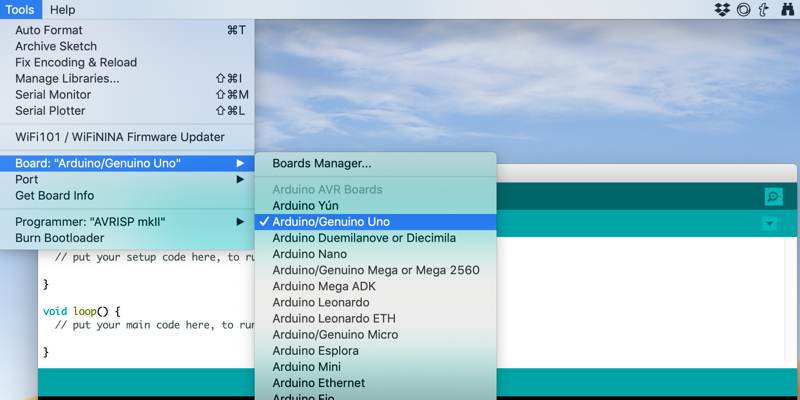 Tools Help
Auto Format ⌘T
Archive Sketch
Fix Encoding & Reload
Manage Libraries... ⇧⌘I
Serial Monitor ⇧⌘M
Serial Plotter ⇧⌘L
WiFi101 / WiFiNINA Firmware Updater
Board: "Arduino/Genuino Uno"
Port
Get Board Info
Programmer: "AVRISP mkII"
Burn Bootloader
Boards Manager...
Arduino AVR Boards
Arduino Yún
✓ Arduino/Genuino Uno
Arduino Duemilanove or Diecimila
Arduino Nano
Arduino/Genuino Mega or Mega 2560
Arduino Mega ADK
Arduino Leonardo
Arduino Leonardo ETH
Arduino/Genuino Micro
Arduino Esplora
Arduino Mini
Arduino Ethernet
Arduino Fio
// put your setup code here, to ru
}
void loop() {
// put your main code here, to run
}